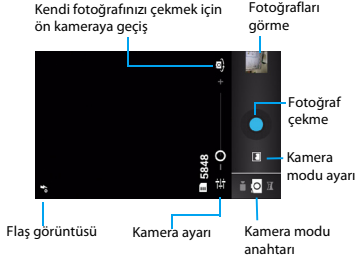 Kendi fotoğrafınızı çekmek için
ön kameraya geçiş
Fotoğrafları
görme
Fotoğraf
çekme
5848
Kamera
modu ayarı
Flaş görüntüsü
Kamera ayarı
Kamera modu
anahtarı